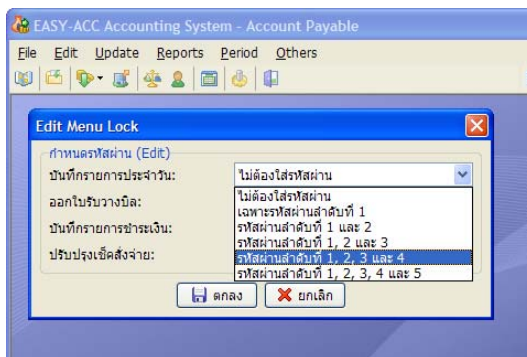 EASY-ACC Accounting System - Account Payable
File Edit Update Reports Period Others
Edit Menu Lock
กำหนดรหัสผ่าน (Edit)
บันทึกรายการประจำวัน: ไม่ต้องใส่รหัสผ่าน
ออกใบรับวางบิล: ไม่ต้องใส่รหัสผ่าน
เฉพาะรหัสผ่านลำดับที่ 1
บันทึกรายการชำระเงิน: รหัสผ่านลำดับที่ 1 และ 2
รหัสผ่านลำดับที่ 1, 2 และ 3
ปรับปรุงเช็คสั่งจ่าย: รหัสผ่านลำดับที่ 1, 2, 3 และ 4
รหัสผ่านลำดับที่ 1, 2, 3, 4 และ 5
ตกลง ยกเลิก